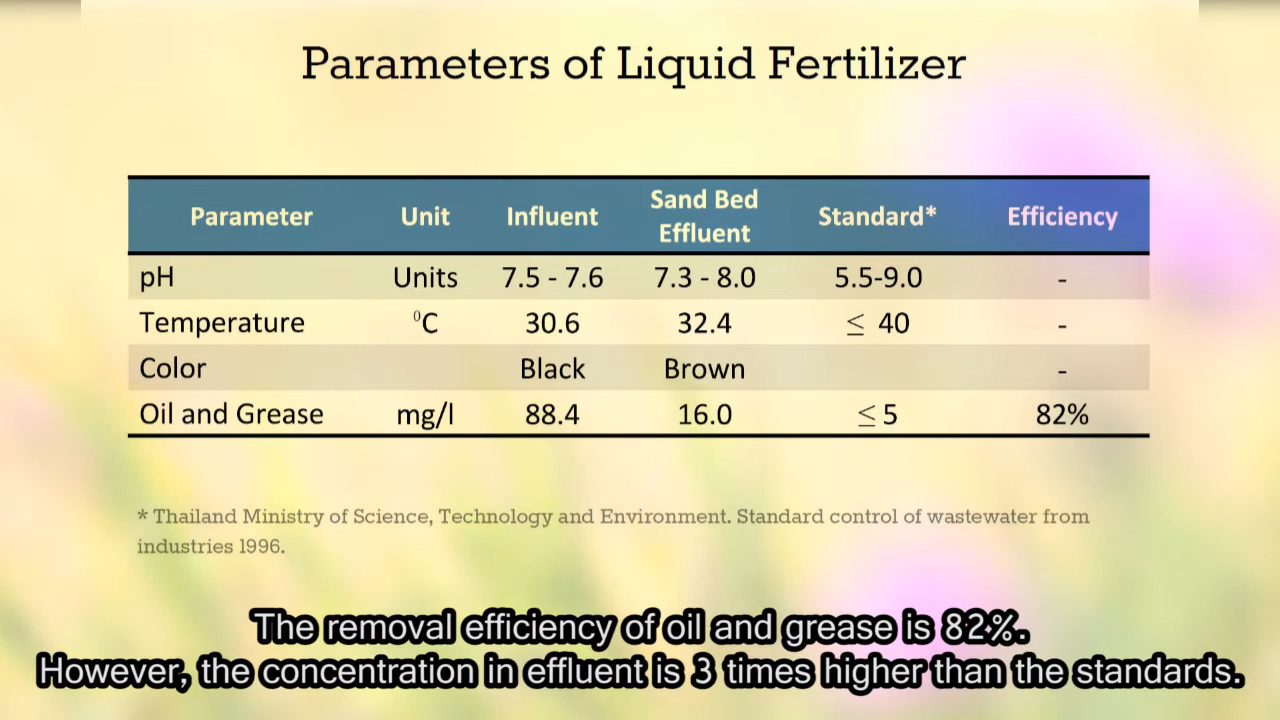 Parameters of Liquid Fertilizer
Parameter Unit Influent Sand Bed Effluent Standard* Efficiency
pH Units 7.5 - 7.6 7.3 - 8.0 5.5-9.0 -
Temperature ⁰C 30.6 32.4 ≤ 40 -
Color Black Brown -
Oil and Grease mg/l 88.4 16.0 ≤ 5 82%
* Thailand Ministry of Science, Technology and Environment. Standard control of wastewater from
industries 1996.
The removal efficiency of oil and grease is 82%.
However, the concentration in effluent is 3 times higher than the standards.